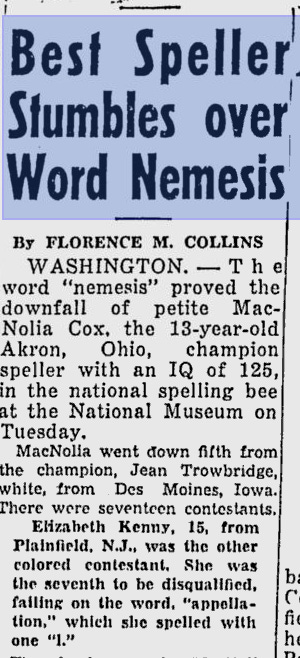 Best Speller
Stumbles over
Word Nemesis
By FLORENCE M. COLLINS
WASHINGTON. — The
word "nemesis" proved the
downfall of petite Mac-
Nolia Cox, the 13-year-old
Akron, Ohio, champion
speller with an IQ of 125,
in the national spelling bee
at the National Museum on
Tuesday.
MacNolia went down fifth from
the champion, Jean Trowbridge,
white, from Des Moines, Iowa.
There were seventeen contestants.
Elizabeth Kenny, 15, from
Plainfield, N.J., was the other
colored contestant. She was
the seventh to be disqualified,
failing on the word, "appella-
tion," which she spelled with
one "l."